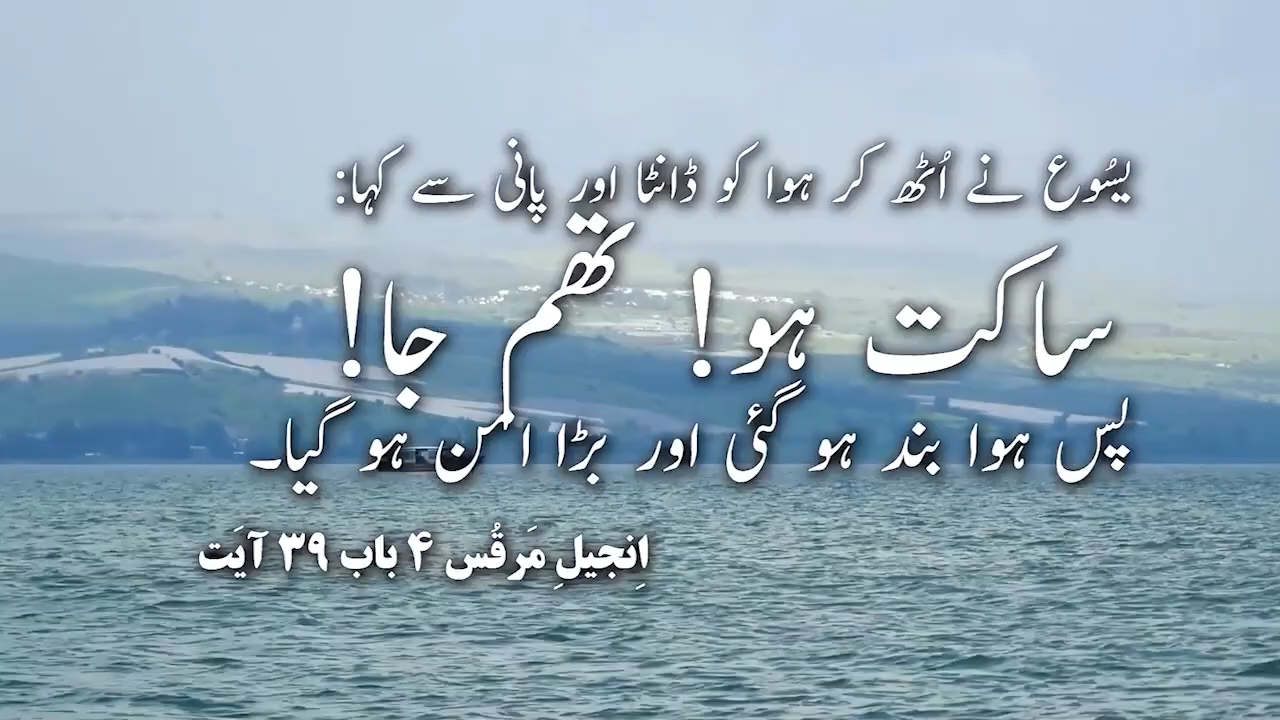 یسُوع نے اُٹھ کر ہوا کو ڈانٹا اور پانی سے کہا:
ساکت ہو! تھم جا!
پس ہوا بند ہو گئی اور بڑا امن ہو گیا۔
اِنجیلِ مَرقُس ۴ باب ۳۹ آیَت